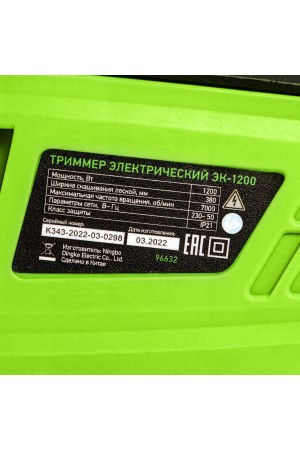 ТРИММЕР ЭЛЕКТРИЧЕСКИЙ ЭК-1200
Мощность, Вт 1200
Ширина скашивания леской, мм 380
Максимальная частота вращения, об/мин 7000
Параметры сети, В~ Гц 230~ 50
Класс защиты IP21
Серийный номер: Дата изготовления:
K343-2022-03-0298 03.2022
Изготовитель: Ningbo
Dingke Electric Co., Ltd.
Сделано в Китае
96632
EAC